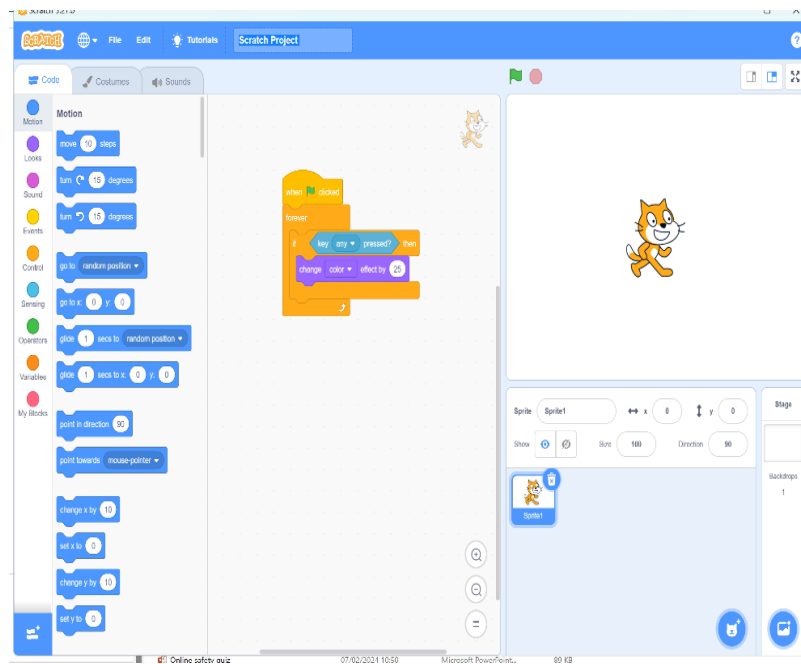 Scratch 3.21.0
SCRATCH File Edit Tutorials Scratch Project ?
Code Costumes Sounds
Motion
Looks
Sound
Events
Control
Sensing
Operators
Variables
My Blocks
Motion
move 10 steps
turn 15 degrees
turn 15 degrees
go to random position
go to x: 0 y: 0
glide 1 secs to random position
glide 1 secs to x: 0 y: 0
point in direction 90
point towards mouse-pointer
change x by 10
set x to 0
change y by 10
set y to 0
when clicked
forever
if key any pressed? then
change color effect by 25
Sprite Sprite1 x 0 y 0
Show Size 100 Direction 90
Sprite1
Stage
Backdrops
1
Online safety quiz 07/02/2024 10:50 Microsoft PowerPoint... 89 KB